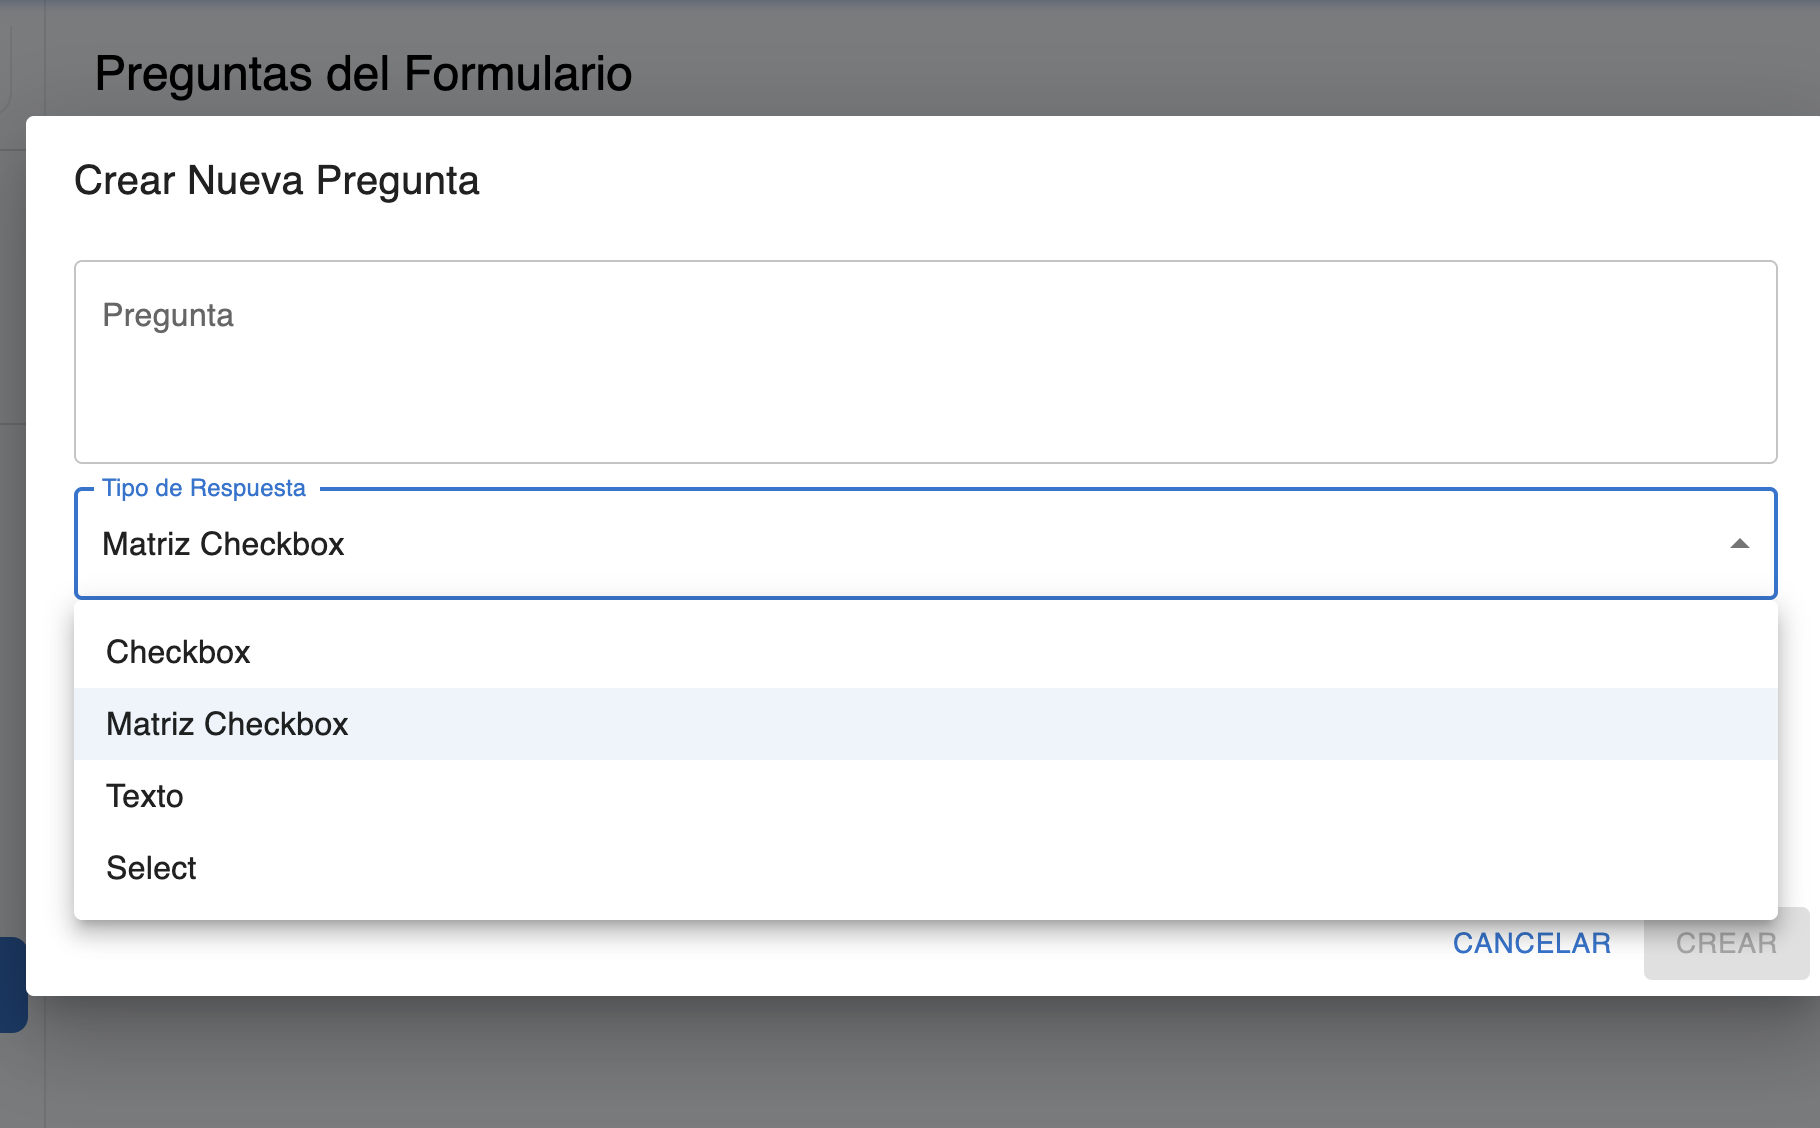 Preguntas del Formulario
Crear Nueva Pregunta
Pregunta
Tipo de Respuesta
Matriz Checkbox
Checkbox
Matriz Checkbox
Texto
Select
CANCELAR
CREAR